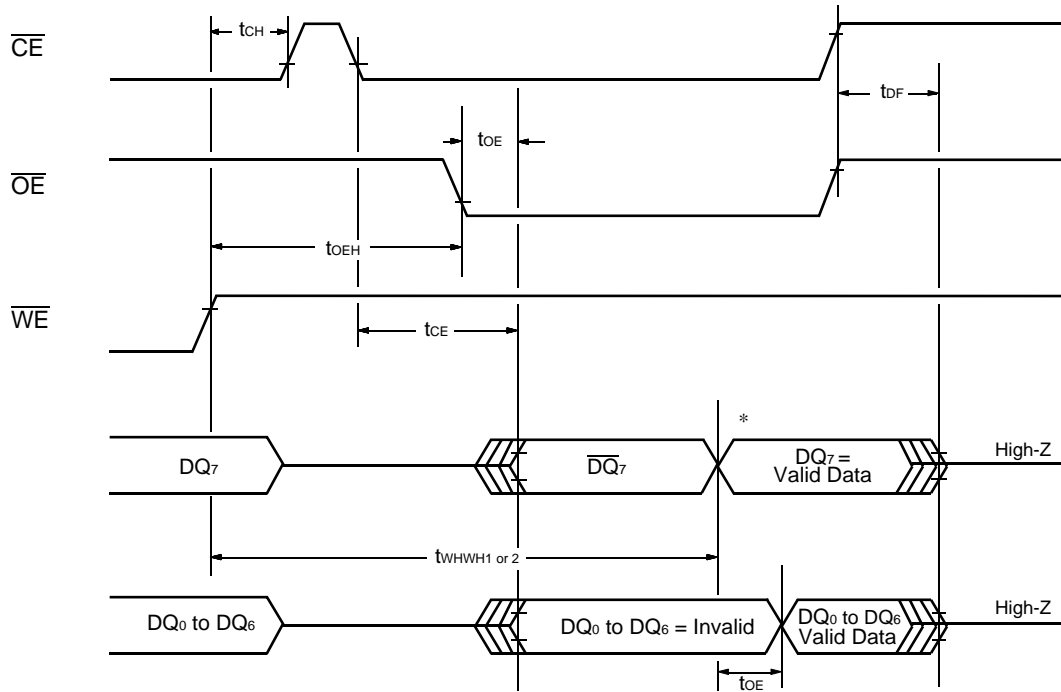 CE
tCH
tDF
tOE
OE
tOEH
WE
tCE
*
DQ7
DQ7
DQ7 =
Valid Data
High-Z
tWHWH1 or 2
DQ0 to DQ6
DQ0 to DQ6 = Invalid
DQ0 to DQ6
Valid Data
High-Z
tOE